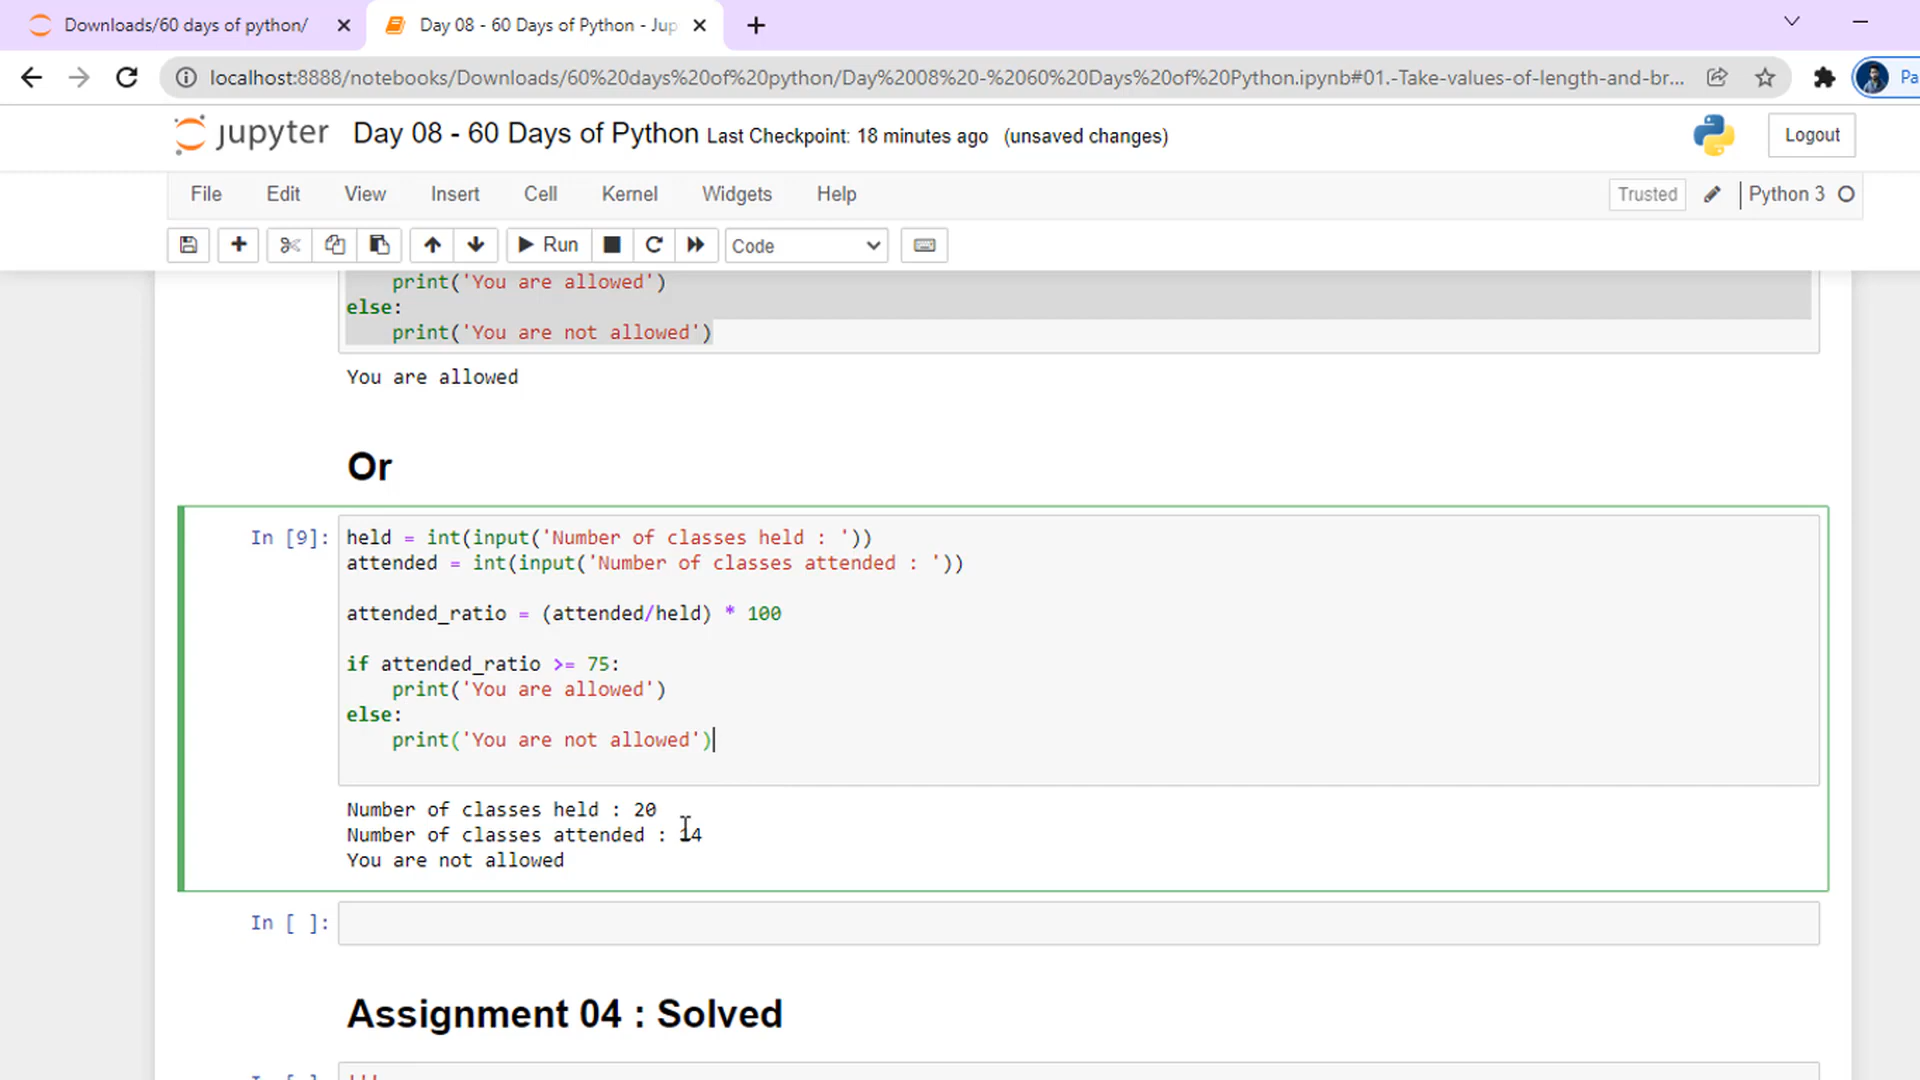 Downloads/60 days of python/
Day 08 - 60 Days of Python - Jup
localhost:8888/notebooks/Downloads/60%20days%20of%20python/Day%2008%20-%2060%20Days%20of%20Python.ipynb#01.-Take-values-of-length-and-br...
Pa
jupyter Day 08 - 60 Days of Python Last Checkpoint: 18 minutes ago (unsaved changes)
Logout
File Edit View Insert Cell Kernel Widgets Help
Trusted Python 3
Run Code
print('You are allowed')
else:
print('You are not allowed')
You are allowed
Or
In [9]: held = int(input('Number of classes held : '))
attended = int(input('Number of classes attended : '))
attended_ratio = (attended/held) * 100
if attended_ratio >= 75:
print('You are allowed')
else:
print('You are not allowed')
Number of classes held : 20
Number of classes attended : 14
You are not allowed
In [ ]:
Assignment 04 : Solved